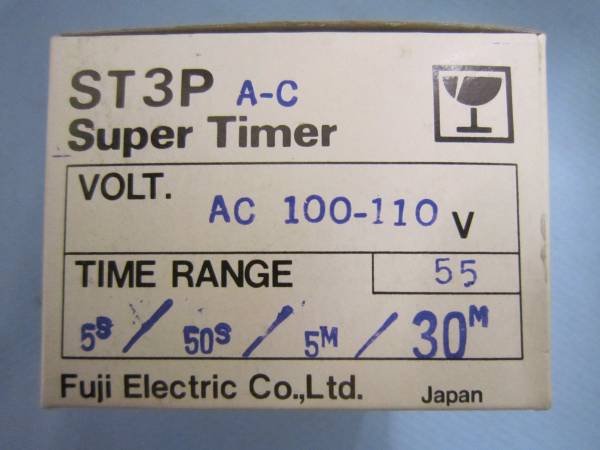 ST3P A-C
Super Timer
VOLT.
AC 100-110 V
TIME RANGE 55
5S / 50S / 5M / 30M
Fuji Electric Co.,Ltd. Japan